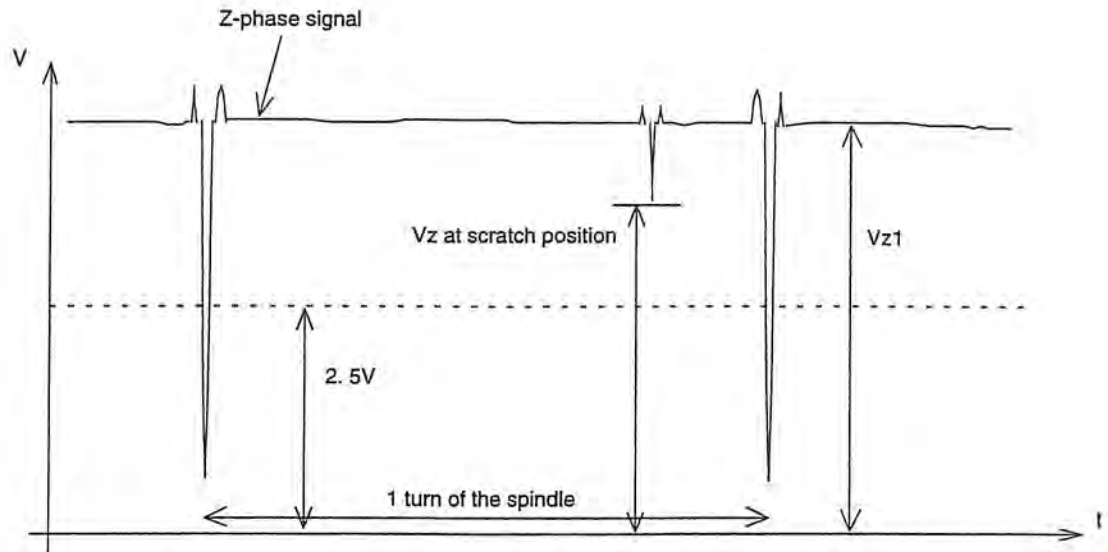 Z-phase signal
V
Vz at scratch position
Vz1
2. 5V
1 turn of the spindle
t